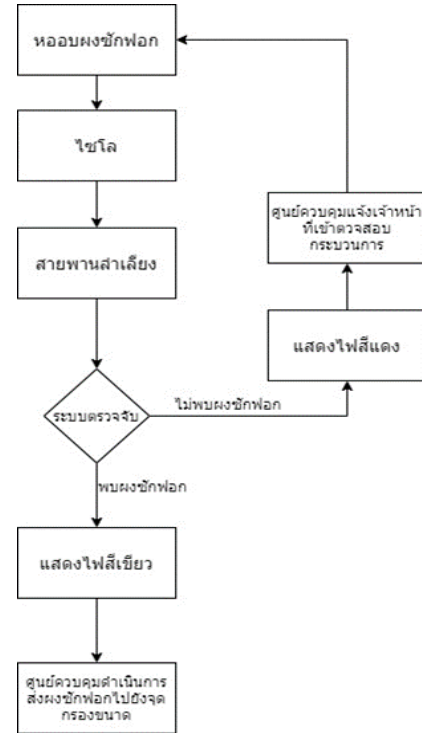 หออบผงซักฟอก
ไซโล
สายพานลำเลียง
ระบบตรวจจับ
ไม่พบผงซักฟอก
แสดงไฟสีแดง
ศูนย์ควบคุมแจ้งเจ้าหน้า
ที่เข้าตวจสอบ
กระบวนการ
พบผงซักฟอก
แสดงไฟสีเขียว
ศูนย์ควบคุมดำเนินการ
ส่งผงซักฟอกไปยังจุด
กรองขนาด